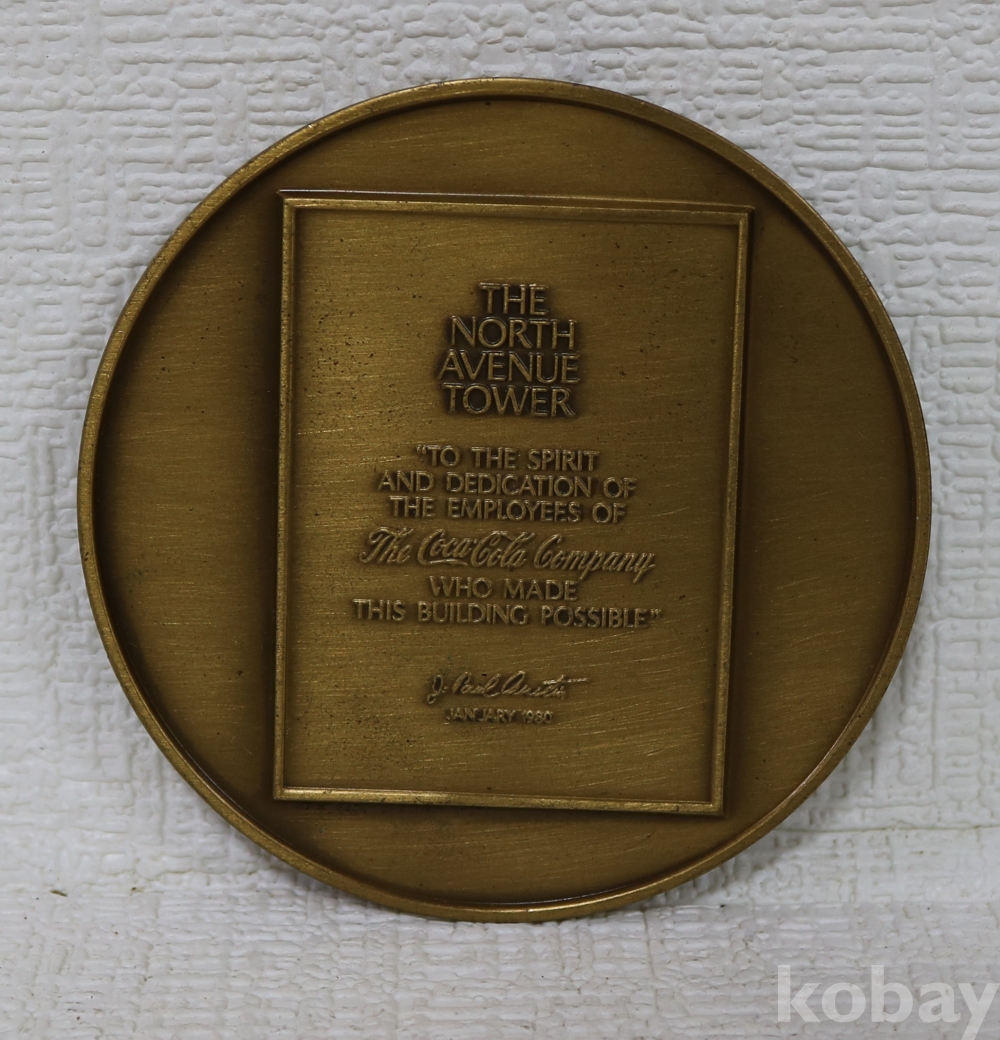 THE
NORTH
AVENUE
TOWER
"TO THE SPIRIT
AND DEDICATION OF
THE EMPLOYEES OF
The Coca-Cola Company
WHO MADE
THIS BUILDING POSSIBLE"
J. Paul Austin
JANUARY 1980
kobay